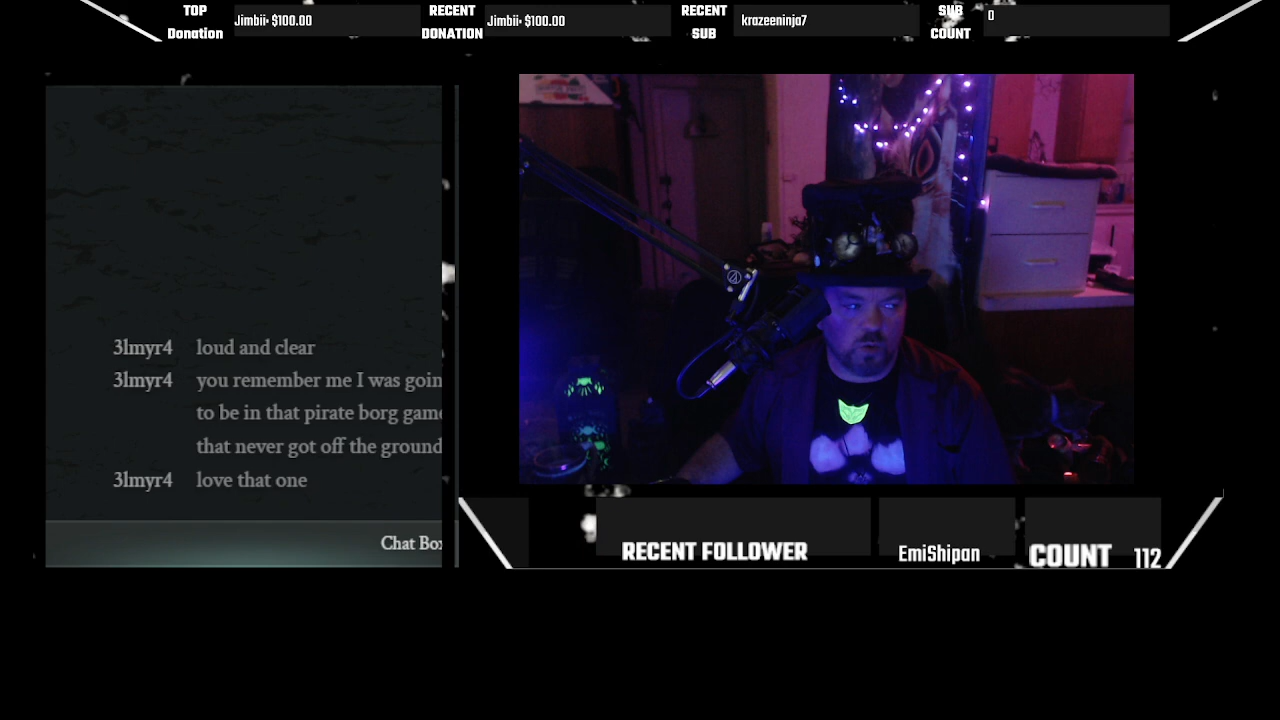 TOP
Donation
Jimbii• $100.00
RECENT
DONATION
Jimbii• $100.00
RECENT
SUB
krazeeninja7
SUB
COUNT
0
3lmyr4 loud and clear
3lmyr4 you remember me I was goin
to be in that pirate borg game
that never got off the ground
3lmyr4 love that one
Chat Box
RECENT FOLLOWER
EmiShipan
COUNT 112